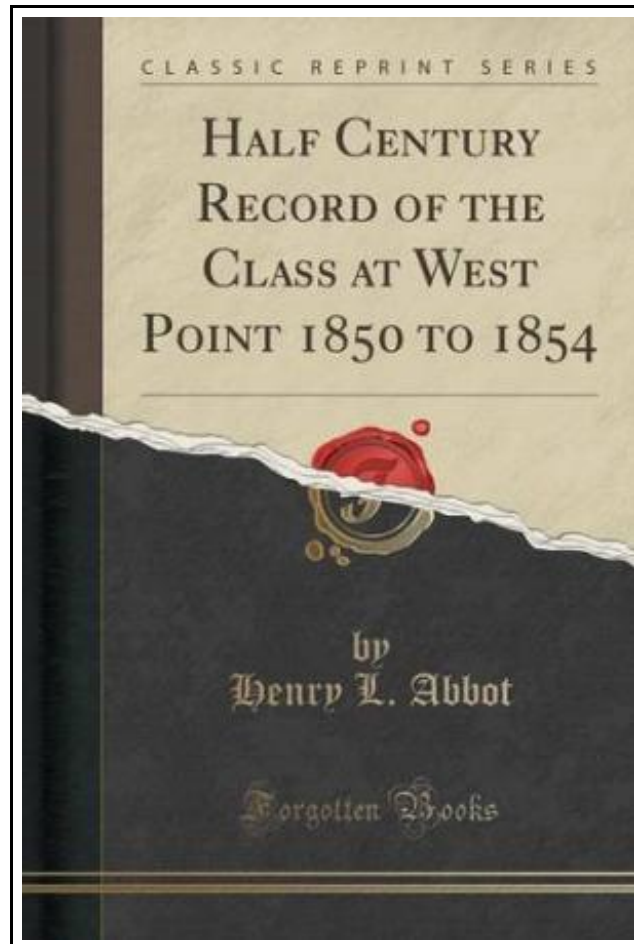 CLASSIC REPRINT SERIES
HALF CENTURY
RECORD OF THE
CLASS AT WEST
POINT 1850 TO 1854
F
by
Henry L. Abbot
Forgotten Books